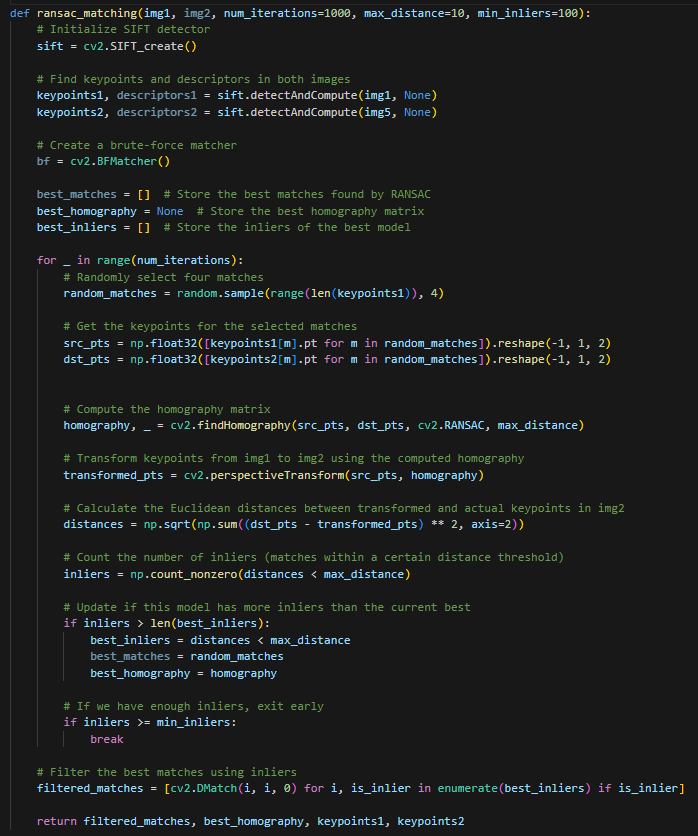 def ransac_matching(img1, img2, num_iterations=1000, max_distance=10, min_inliers=100):
    # Initialize SIFT detector
    sift = cv2.SIFT_create()

    # Find keypoints and descriptors in both images
    keypoints1, descriptors1 = sift.detectAndCompute(img1, None)
    keypoints2, descriptors2 = sift.detectAndCompute(img5, None)

    # Create a brute-force matcher
    bf = cv2.BFMatcher()

    best_matches = []  # Store the best matches found by RANSAC
    best_homography = None  # Store the best homography matrix
    best_inliers = []  # Store the inliers of the best model

    for _ in range(num_iterations):
        # Randomly select four matches
        random_matches = random.sample(range(len(keypoints1)), 4)

        # Get the keypoints for the selected matches
        src_pts = np.float32([keypoints1[m].pt for m in random_matches]).reshape(-1, 1, 2)
        dst_pts = np.float32([keypoints2[m].pt for m in random_matches]).reshape(-1, 1, 2)


        # Compute the homography matrix
        homography, _ = cv2.findHomography(src_pts, dst_pts, cv2.RANSAC, max_distance)

        # Transform keypoints from img1 to img2 using the computed homography
        transformed_pts = cv2.perspectiveTransform(src_pts, homography)

        # Calculate the Euclidean distances between transformed and actual keypoints in img2
        distances = np.sqrt(np.sum((dst_pts - transformed_pts) ** 2, axis=2))

        # Count the number of inliers (matches within a certain distance threshold)
        inliers = np.count_nonzero(distances < max_distance)

        # Update if this model has more inliers than the current best
        if inliers > len(best_inliers):
            best_inliers = distances < max_distance
            best_matches = random_matches
            best_homography = homography

        # If we have enough inliers, exit early
        if inliers >= min_inliers:
            break

    # Filter the best matches using inliers
    filtered_matches = [cv2.DMatch(i, i, 0) for i, is_inlier in enumerate(best_inliers) if is_inlier]

    return filtered_matches, best_homography, keypoints1, keypoints2